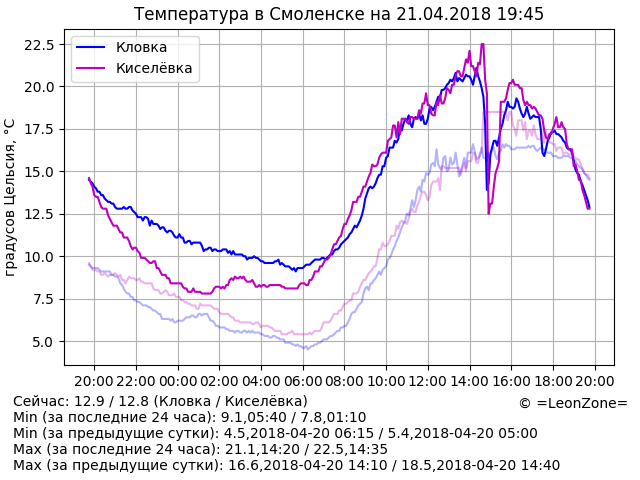 Температура в Смоленске на 21.04.2018 19:45
Кловка
Киселёвка
градусов Цельсия, °C
22.5
20.0
17.5
15.0
12.5
10.0
7.5
5.0
20:00 22:00 00:00 02:00 04:00 06:00 08:00 10:00 12:00 14:00 16:00 18:00 20:00
Сейчас: 12.9 / 12.8 (Кловка / Киселёвка)
© =LeonZone=
Min (за последние 24 часа): 9.1,05:40 / 7.8,01:10
Min (за предыдущие сутки): 4.5,2018-04-20 06:15 / 5.4,2018-04-20 05:00
Max (за последние 24 часа): 21.1,14:20 / 22.5,14:35
Max (за предыдущие сутки): 16.6,2018-04-20 14:10 / 18.5,2018-04-20 14:40